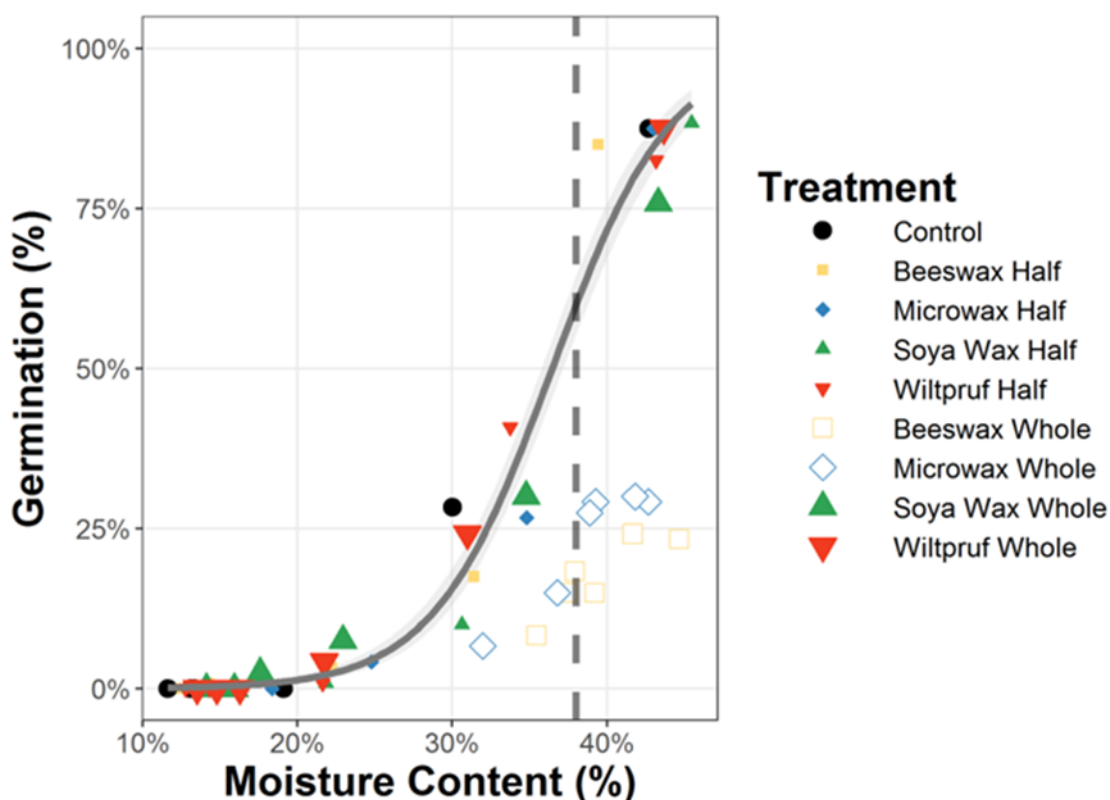 100%
75%
50%
25%
0%
Germination (%)
10%
20%
30%
40%
Moisture Content (%)
Treatment
Control
Beeswax Half
Microwax Half
Soya Wax Half
Wiltpruf Half
Beeswax Whole
Microwax Whole
Soya Wax Whole
Wiltpruf Whole